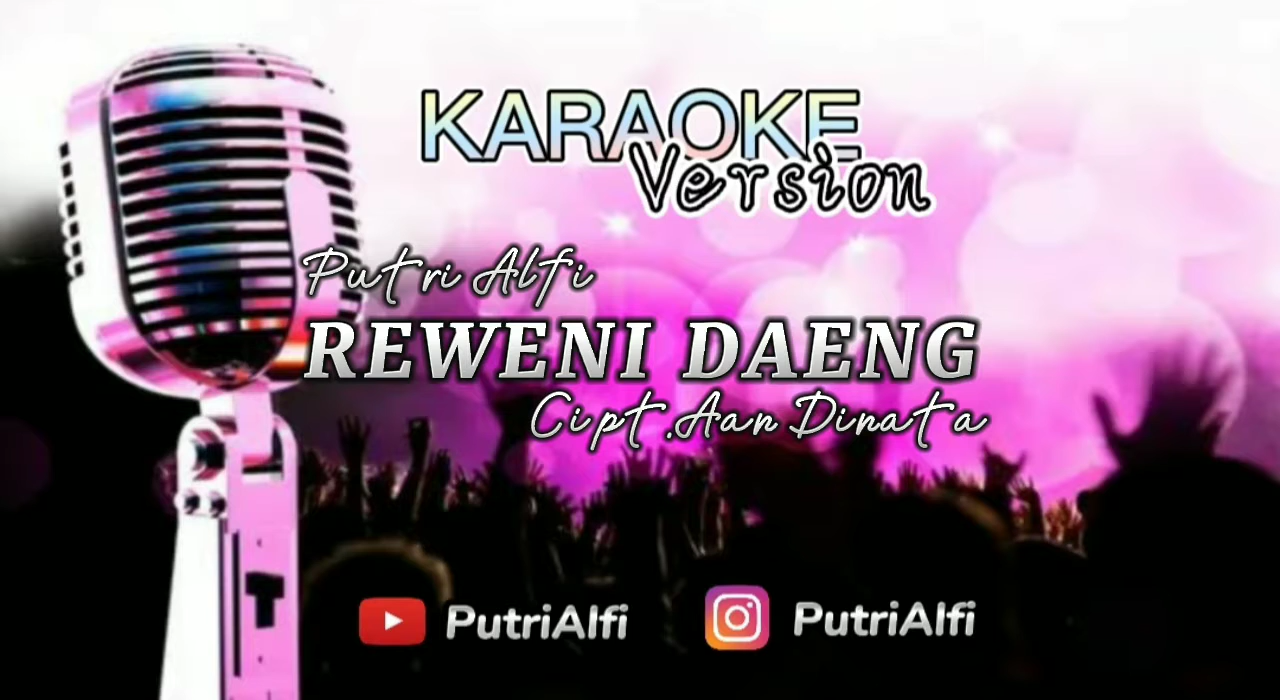 KARAOKE
Version
Putri Alfi
REWENI DAENG
Cipt .Aan Dinata
PutriAlfi PutriAlfi